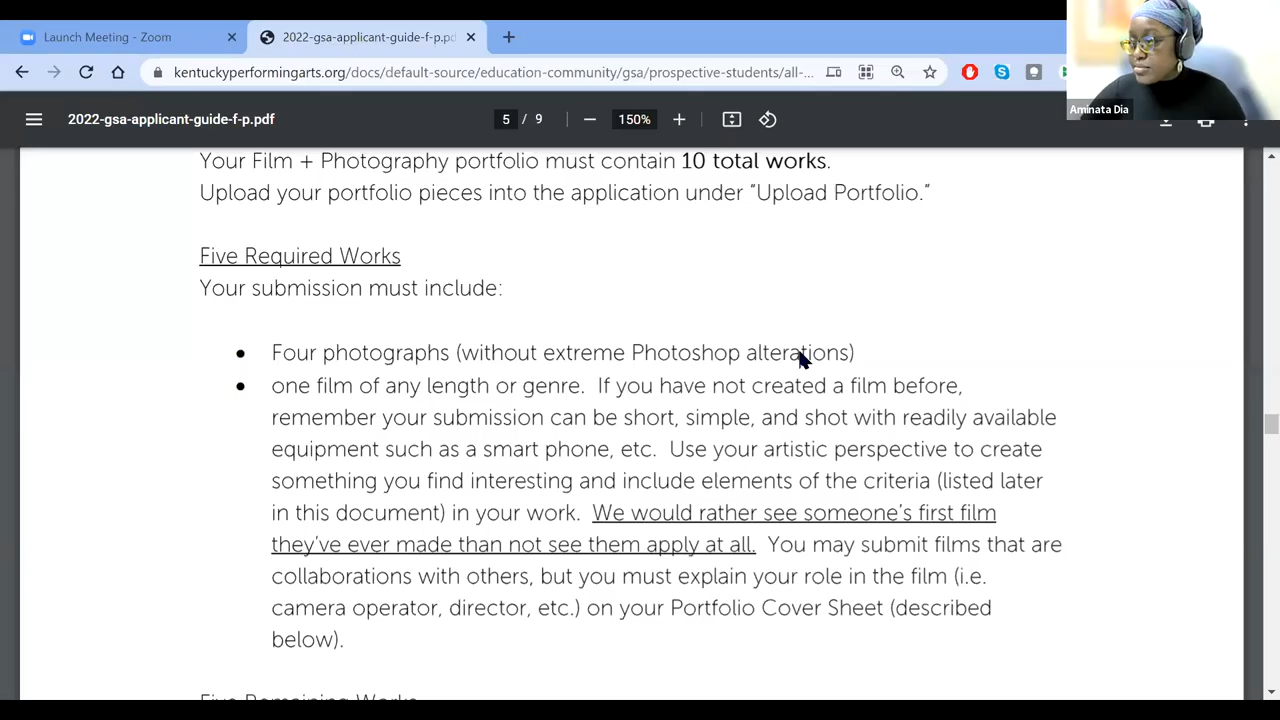 Launch Meeting - Zoom
2022-gsa-applicant-guide-f-p.pd
kentuckyperformingarts.org/docs/default-source/education-community/gsa/prospective-students/all-...
Aminata Dia
2022-gsa-applicant-guide-f-p.pdf
5 / 9
150%
Your Film + Photography portfolio must contain 10 total works.
Upload your portfolio pieces into the application under “Upload Portfolio.”
Five Required Works
Your submission must include:
● Four photographs (without extreme Photoshop alterations)
● one film of any length or genre. If you have not created a film before,
remember your submission can be short, simple, and shot with readily available
equipment such as a smart phone, etc. Use your artistic perspective to create
something you find interesting and include elements of the criteria (listed later
in this document) in your work. We would rather see someone’s first film
they’ve ever made than not see them apply at all. You may submit films that are
collaborations with others, but you must explain your role in the film (i.e.
camera operator, director, etc.) on your Portfolio Cover Sheet (described
below).
Five Remaining Works